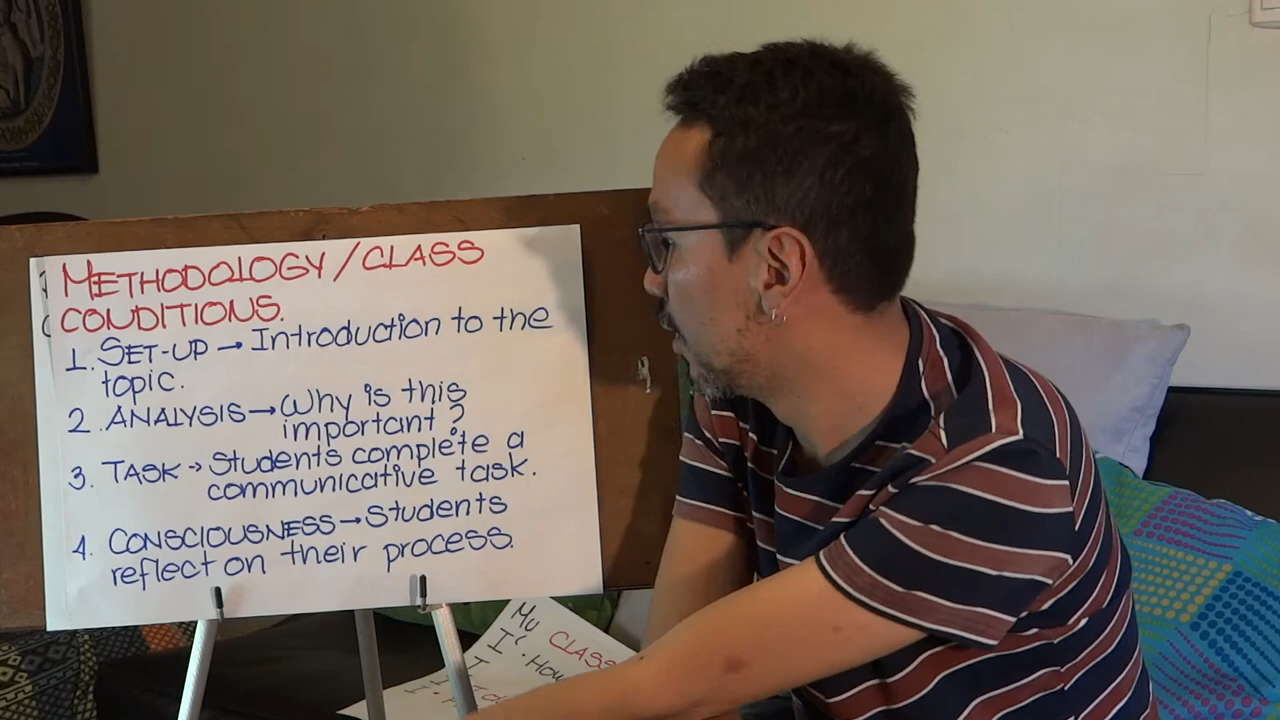 METHODOLOGY/CLASS
CONDITIONS.
1. SET-UP → Introduction to the
topic.
2. ANALYSIS → Why is this
important?
3. TASK → Students complete a
communicative task.
4. CONSCIOUSNESS → Students
reflect on their process.
My CLASS